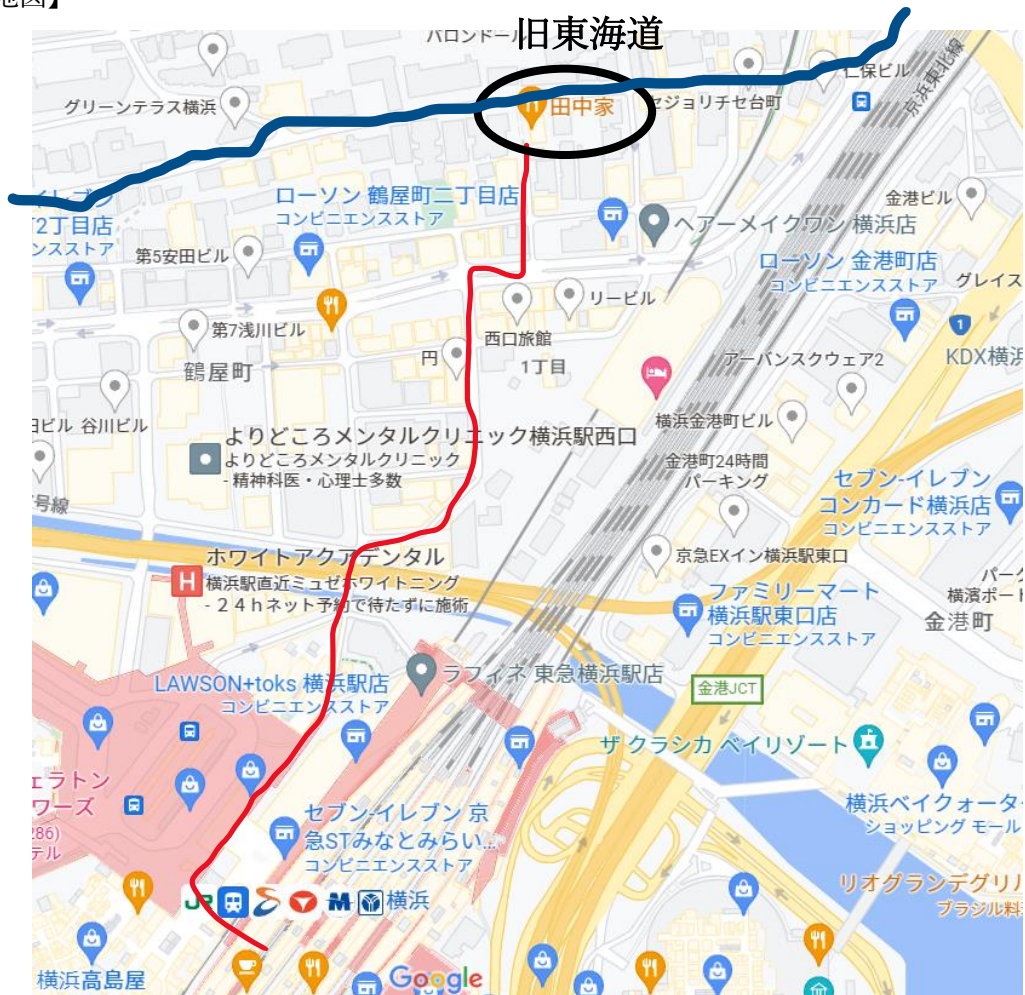 地図】
旧東海道
バロンドール
仁保ビル
京浜東北線
グリーンテラス横浜
田中家
マジョリチセ台町
イレブン
2丁目店
ンスストア
ローソン 鶴屋町二丁目店
コンビニエンスストア
金港ビル
第5安田ビル
ヘアーメイクワン 横浜店
ローソン 金港町店
コンビニエンスストア
グレイス
リービル
第7浅川ビル
西口旅館
1
KDX横浜
鶴屋町
円
1丁目
アーバンスクウェア2
ヨビル
谷川ビル
横浜金港町ビル
よりどころメンタルクリニック横浜駅西口
よりどころメンタルクリニック
- 精神科医・心理士多数
金港町24時間
パーキング
セブン-イレブン
コンカード横浜店
コンビニエンスストア
号線
ホワイトアクアデンタル
横浜駅直近ミュゼホワイトニング
- 24hネット予約で待たずに施術
H
京急EXイン横浜駅東口
ファミリーマート
横浜駅東口店
コンビニエンスストア
パーク
横濱ポート
金港町
ラフィネ 東急横浜駅店
LAWSON+toks 横浜駅店
コンビニエンスストア
金港JCT
ザ クラシカ ベイリゾート
ェラトン
ワーズ
286)
テル
セブン-イレブン 京
急STみなとみらい...
コンビニエンスストア
横浜ベイクォーター
ショッピング モール
JR
横浜
リオグランデグリル
ブラジル料
横浜高島屋
Google